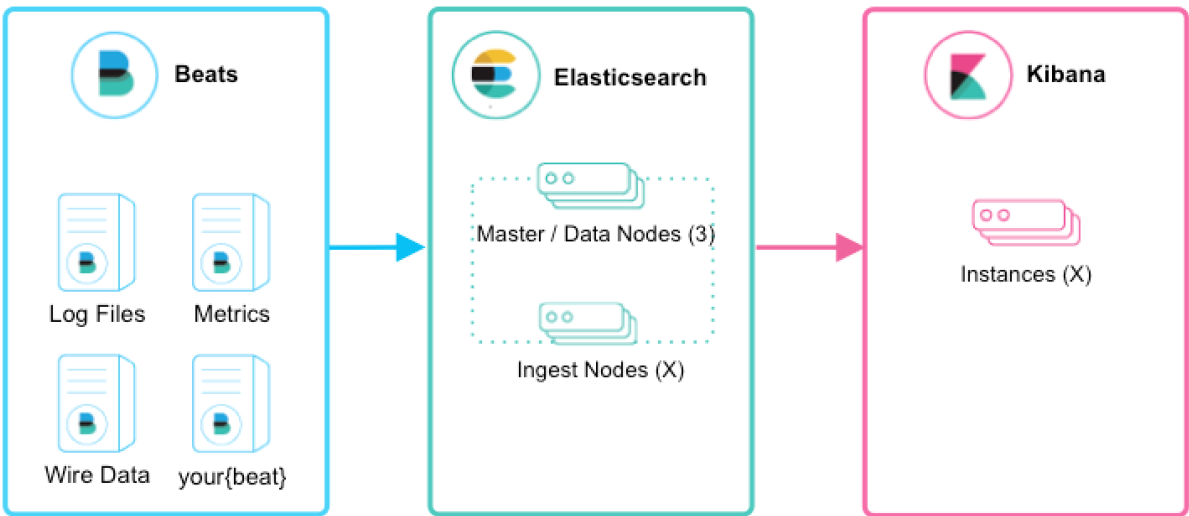 Beats
Log Files
Metrics
Wire Data
your{beat}
Elasticsearch
Master / Data Nodes (3)
Ingest Nodes (X)
Kibana
Instances (X)